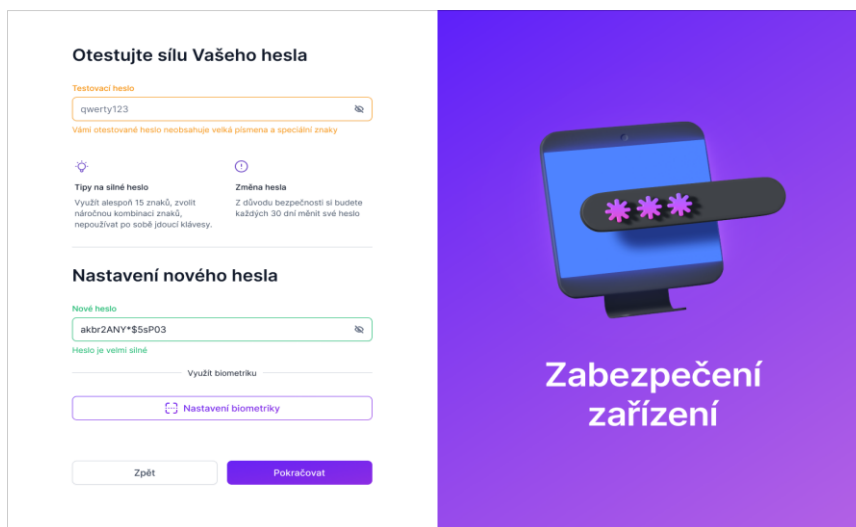 Otestujte sílu Vašeho hesla
Testovací heslo
qwerty123
Vámi otestované heslo neobsahuje velká písmena a speciální znaky
Tipy na silné heslo
Využít alespoň 15 znaků, zvolit
náročnou kombinaci znaků,
nepoužívat po sobě jdoucí klávesy.
Změna hesla
Z důvodu bezpečnosti si budete
každých 30 dní měnit své heslo
Nastavení nového hesla
Nové heslo
akbr2ANY*$5sP03
Heslo je velmi silné
Využít biometriku
Nastavení biometriky
Zpět
Pokračovat
Zabezpečení
zařízení